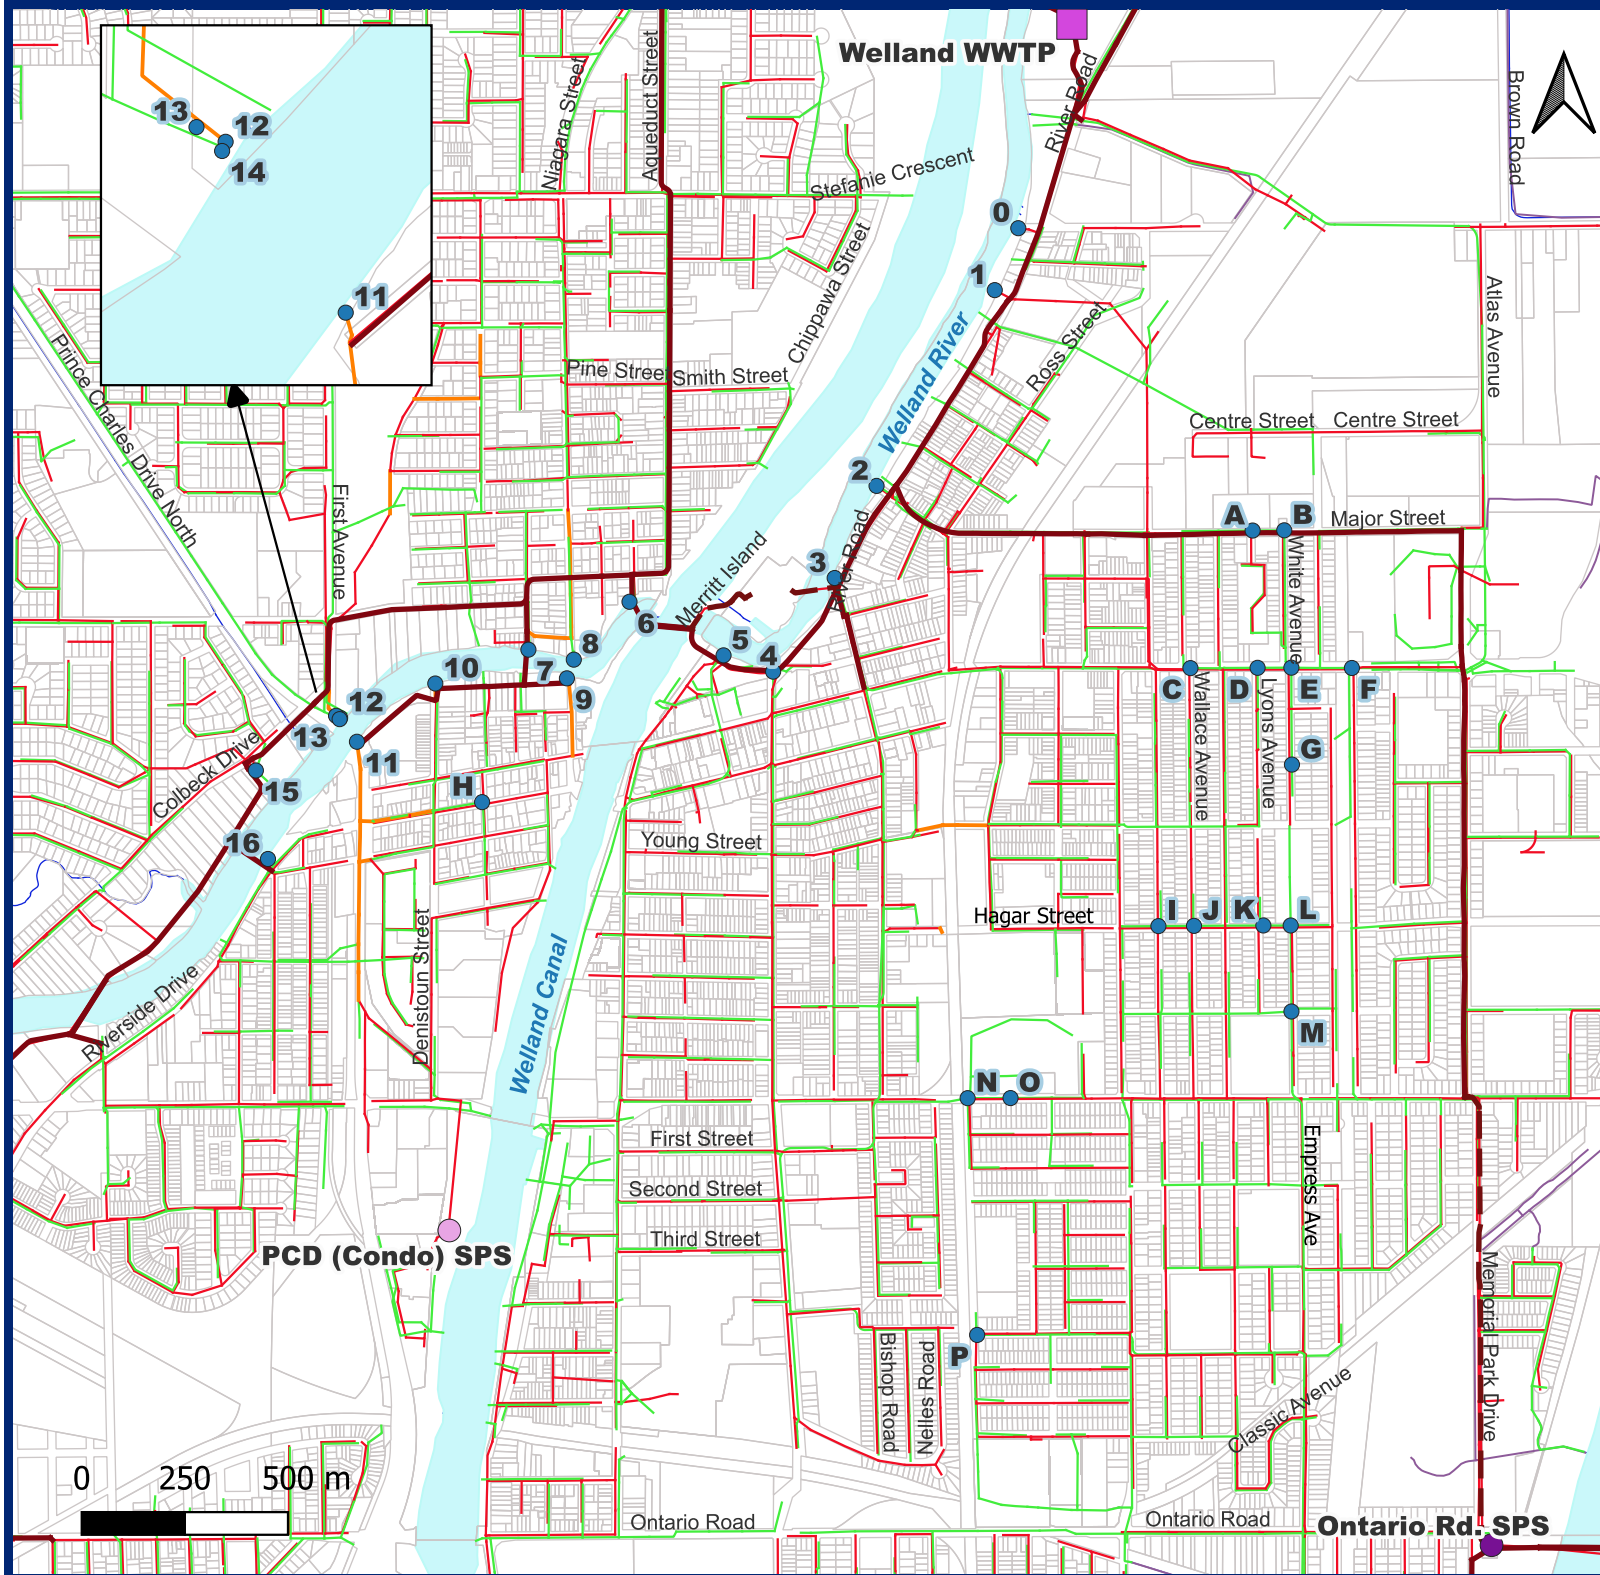 Welland WWTP
River Road
Brown Road
Niagara Street
Aqueduct Street
Stefanie Crescent
13
12
14
11
0
1
Chippawa Street
Welland River
Ross Street
Atlas Avenue
Prince Charles Drive North
Pine Street
Smith Street
Centre Street
Centre Street
First Avenue
2
A
B
Major Street
River Road
Merritt Island
3
White Avenue
6
5
4
8
7
9
10
12
13
11
15
16
Colbeck Drive
C
D
E
F
Wallace Avenue
Lyons Avenue
G
H
Young Street
Hagar Street
I
J
K
L
Denistoun Street
Welland Canal
Riverside Drive
M
N
O
First Street
Second Street
Third Street
Empress Ave
PCD (Condo) SPS
P
Bishop Road
Nelles Road
Memorial Park Drive
Classic Avenue
0
250
500 m
Ontario Road
Ontario Road
Ontario Rd. SPS